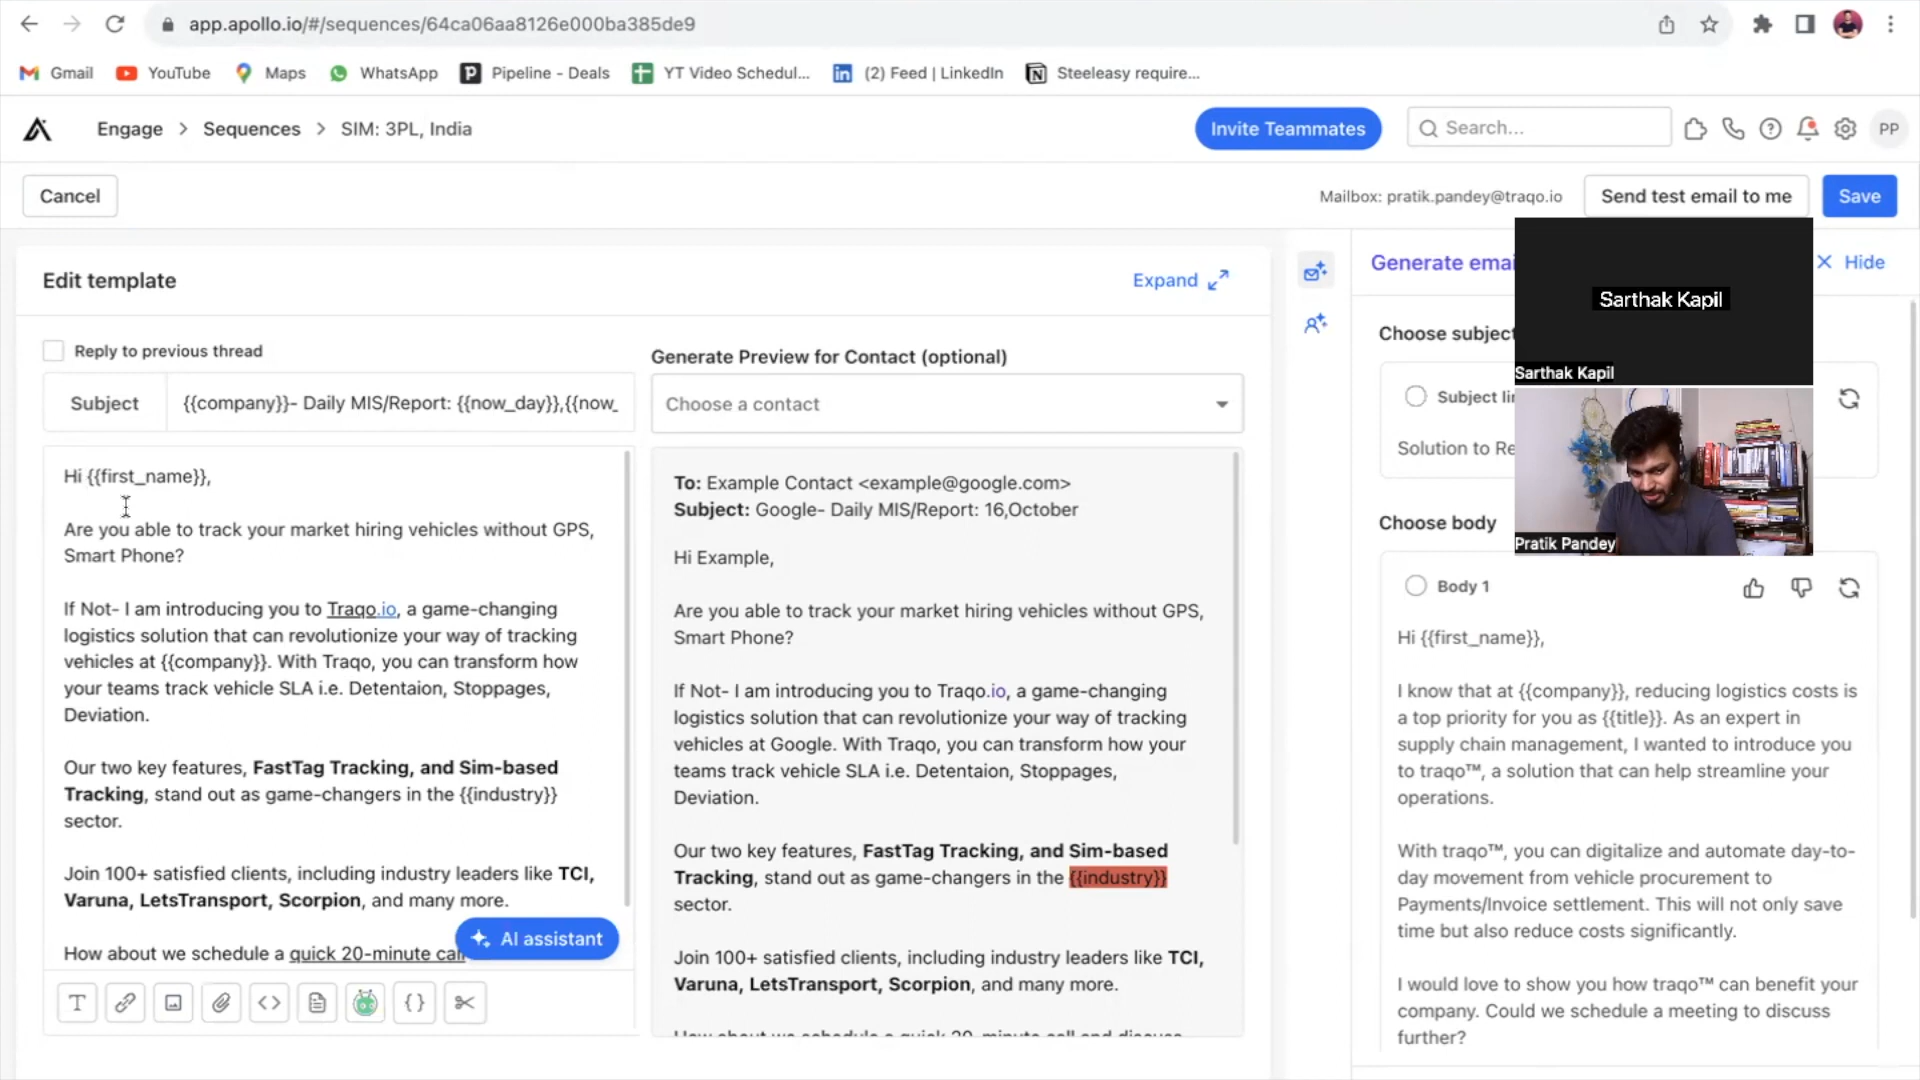 app.apollo.io/#/sequences/64ca06aa8126e000ba385de9
Gmail YouTube Maps WhatsApp Pipeline - Deals YT Video Schedul... (2) Feed | LinkedIn Steeleasy require...
Engage > Sequences > SIM: 3PL, India
Invite Teammates
Search...
PP
Cancel
Mailbox: pratik.pandey@traqo.io
Send test email to me
Save
Edit template
Expand
Reply to previous thread
Subject {{company}}- Daily MIS/Report: {{now_day}},{{now_
Hi {{first_name}},
Are you able to track your market hiring vehicles without GPS,
Smart Phone?
If Not- I am introducing you to Traqo.io, a game-changing
logistics solution that can revolutionize your way of tracking
vehicles at {{company}}. With Traqo, you can transform how
your teams track vehicle SLA i.e. Detentaion, Stoppages,
Deviation.
Our two key features, FastTag Tracking, and Sim-based
Tracking, stand out as game-changers in the {{industry}}
sector.
Join 100+ satisfied clients, including industry leaders like TCI,
Varuna, LetsTransport, Scorpion, and many more.
How about we schedule a quick 20-minute call
AI assistant
Generate Preview for Contact (optional)
Choose a contact
To: Example Contact <example@google.com>
Subject: Google- Daily MIS/Report: 16,October
Hi Example,
Are you able to track your market hiring vehicles without GPS,
Smart Phone?
If Not- I am introducing you to Traqo.io, a game-changing
logistics solution that can revolutionize your way of tracking
vehicles at Google. With Traqo, you can transform how your
teams track vehicle SLA i.e. Detentaion, Stoppages,
Deviation.
Our two key features, FastTag Tracking, and Sim-based
Tracking, stand out as game-changers in the {{industry}}
sector.
Join 100+ satisfied clients, including industry leaders like TCI,
Varuna, LetsTransport, Scorpion, and many more.
How about we schedule a quick 20-minute call and discuss
Generate emai
Hide
Choose subject
Subject li
Solution to Re
Choose body
Body 1
Hi {{first_name}},
I know that at {{company}}, reducing logistics costs is
a top priority for you as {{title}}. As an expert in
supply chain management, I wanted to introduce you
to traqo™, a solution that can help streamline your
operations.
With traqo™, you can digitalize and automate day-to-
day movement from vehicle procurement to
Payments/Invoice settlement. This will not only save
time but also reduce costs significantly.
I would love to show you how traqo™ can benefit your
company. Could we schedule a meeting to discuss
further?
Sarthak Kapil
Sarthak Kapil
Pratik Pandey